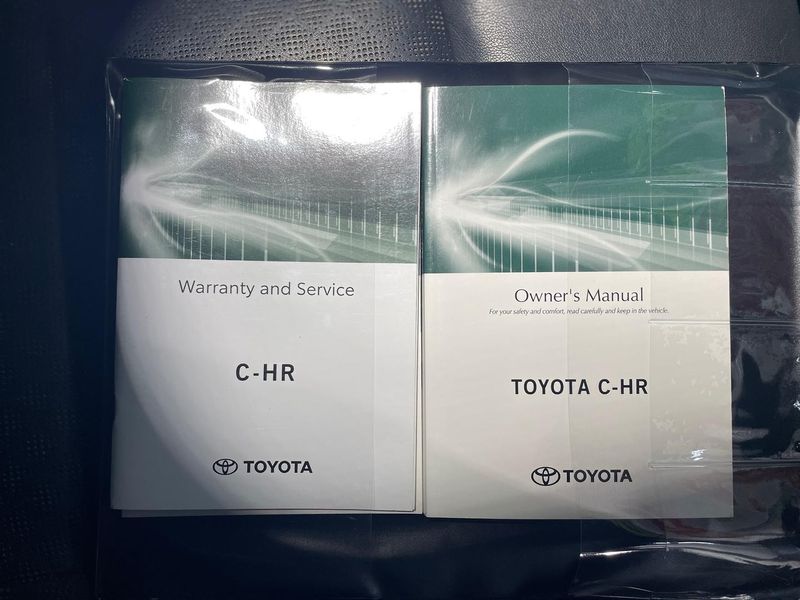 Warranty and Service
C-HR
TOYOTA
Owner's Manual
For your safety and comfort, read carefully and keep in the vehicle.
TOYOTA C-HR
TOYOTA